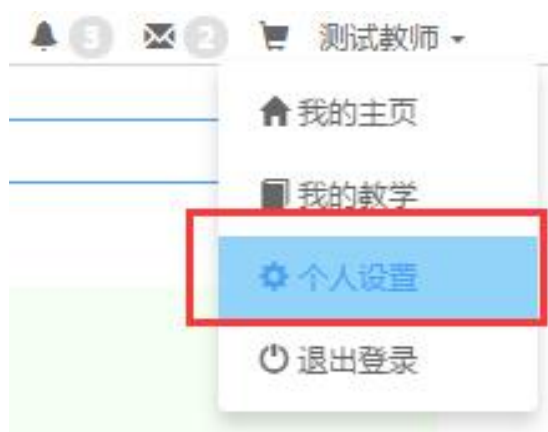 3 2 测试教师
我的主页
我的教学
个人设置
退出登录